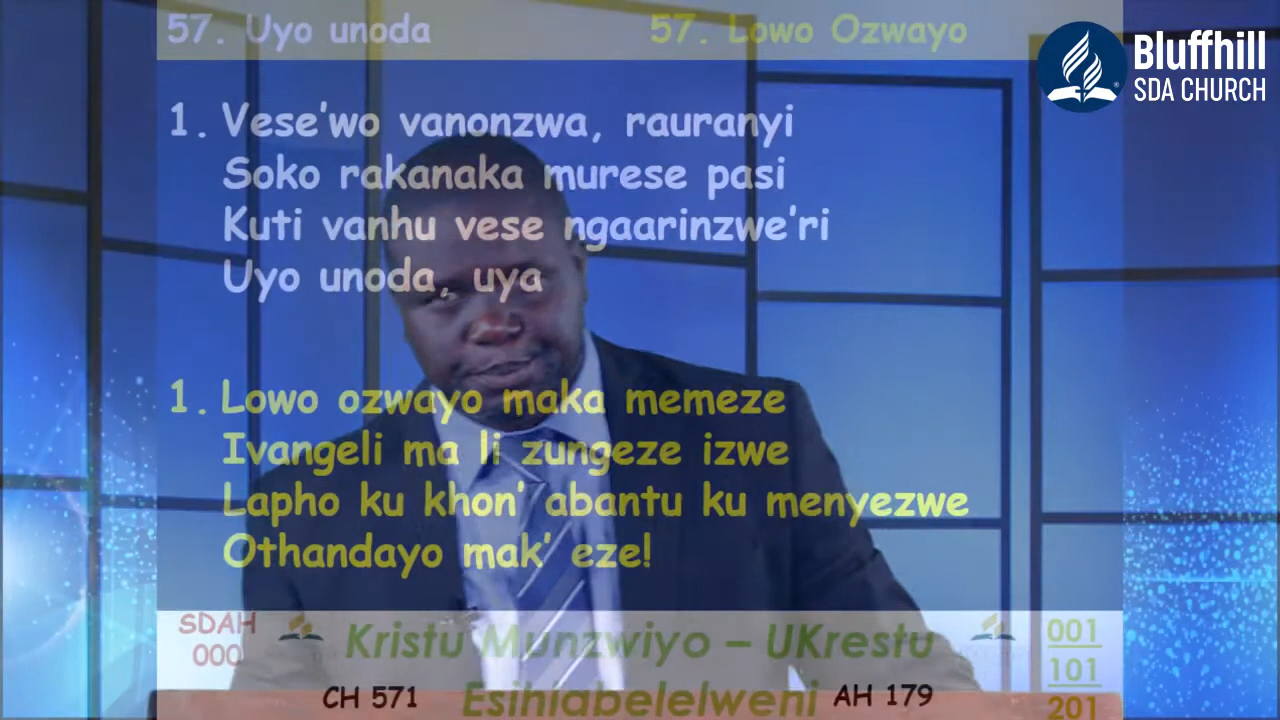 57. Uyo unoda
57. Lowo Ozwayo
Bluffhill
SDA CHURCH
1. Vese'wo vanonzwa, rauranyi
Soko rakanaka murese pasi
Kuti vanhu vese ngaarinzwe'ri
Uyo unoda, uya
1. Lowo ozwayo maka memeze
Ivangeli ma li zungeze izwe
Lapho ku khon' abantu ku menyezwe
Othandayo mak' eze!
SDAH
000
Kristu Munzwiyo – UKrestu
Esihlabelelweni
CH 571
AH 179
001
101
201